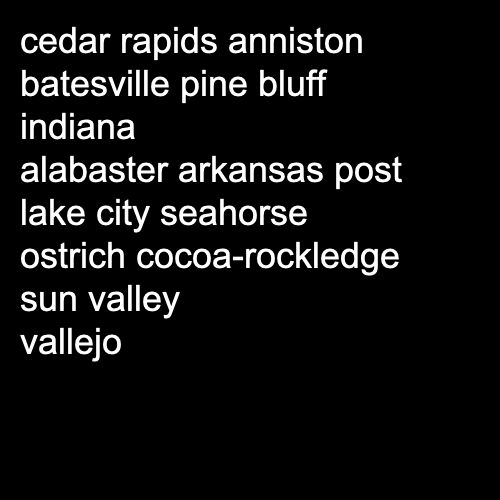 cedar rapids anniston
batesville pine bluff
indiana
alabaster arkansas post
lake city seahorse
ostrich cocoa-rockledge
sun valley
vallejo